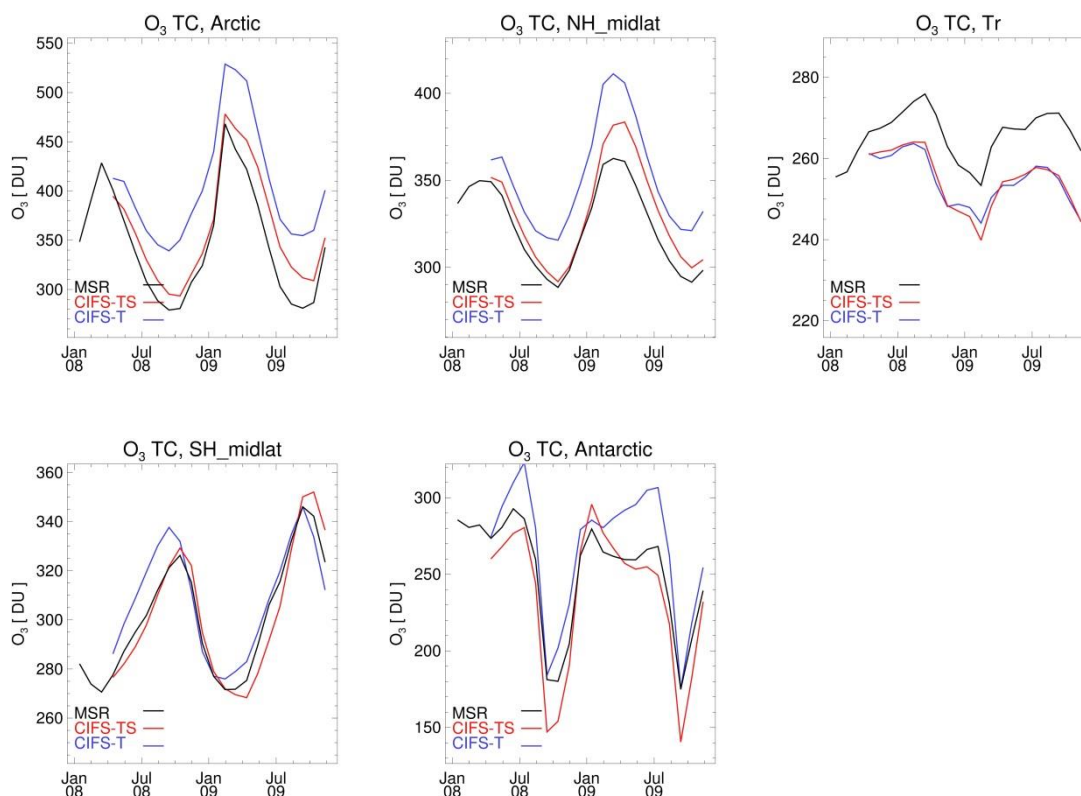 O₃ TC, Arctic
550
500
450
400
350
300
O₃ [ DU ]
MSR
CIFS-TS
CIFS-T
Jan 08
Jul 08
Jan 09
Jul 09
O₃ TC, NH_midlat
400
350
300
O₃ [ DU ]
MSR
CIFS-TS
CIFS-T
Jan 08
Jul 08
Jan 09
Jul 09
O₃ TC, Tr
280
260
240
220
O₃ [ DU ]
MSR
CIFS-TS
CIFS-T
Jan 08
Jul 08
Jan 09
Jul 09
O₃ TC, SH_midlat
360
340
320
300
280
260
O₃ [ DU ]
MSR
CIFS-TS
CIFS-T
Jan 08
Jul 08
Jan 09
Jul 09
O₃ TC, Antarctic
300
250
200
150
O₃ [ DU ]
MSR
CIFS-TS
CIFS-T
Jan 08
Jul 08
Jan 09
Jul 09